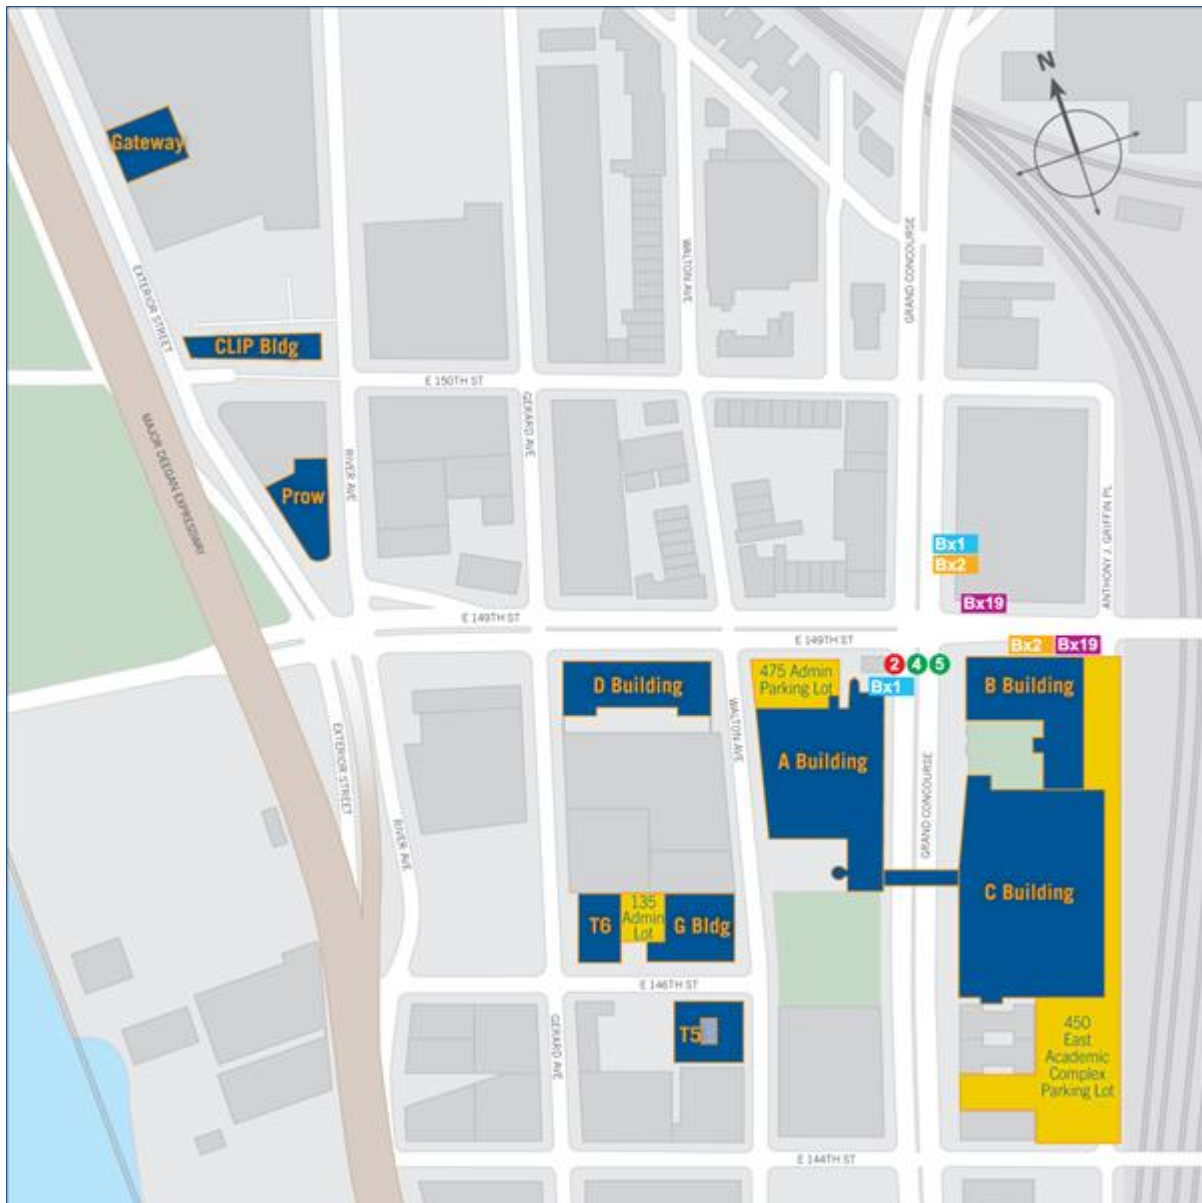 N
Gateway
GRAND CONCOURSE
WALTON AVE
EXTERIOR STREET
CLIP Bldg
E 150TH ST
GERARD AVE
MAJOR DEEGAN EXPRESSWAY
RIVER AVE
Prow
ANTHONY J. GRIFFIN PL
Bx1
Bx2
Bx19
E 149TH ST
E 149TH ST
Bx2
Bx19
475 Admin
Parking Lot
2 4 5
Bx1
D Building
B Building
WALTON AVE
EXTERIOR STREET
A Building
GRAND CONCOURSE
RIVER AVE
C Building
135
Admin
Lot
T6
G Bldg
E 146TH ST
GERARD AVE
T5
450
East
Academic
Complex
Parking Lot
E 144TH ST